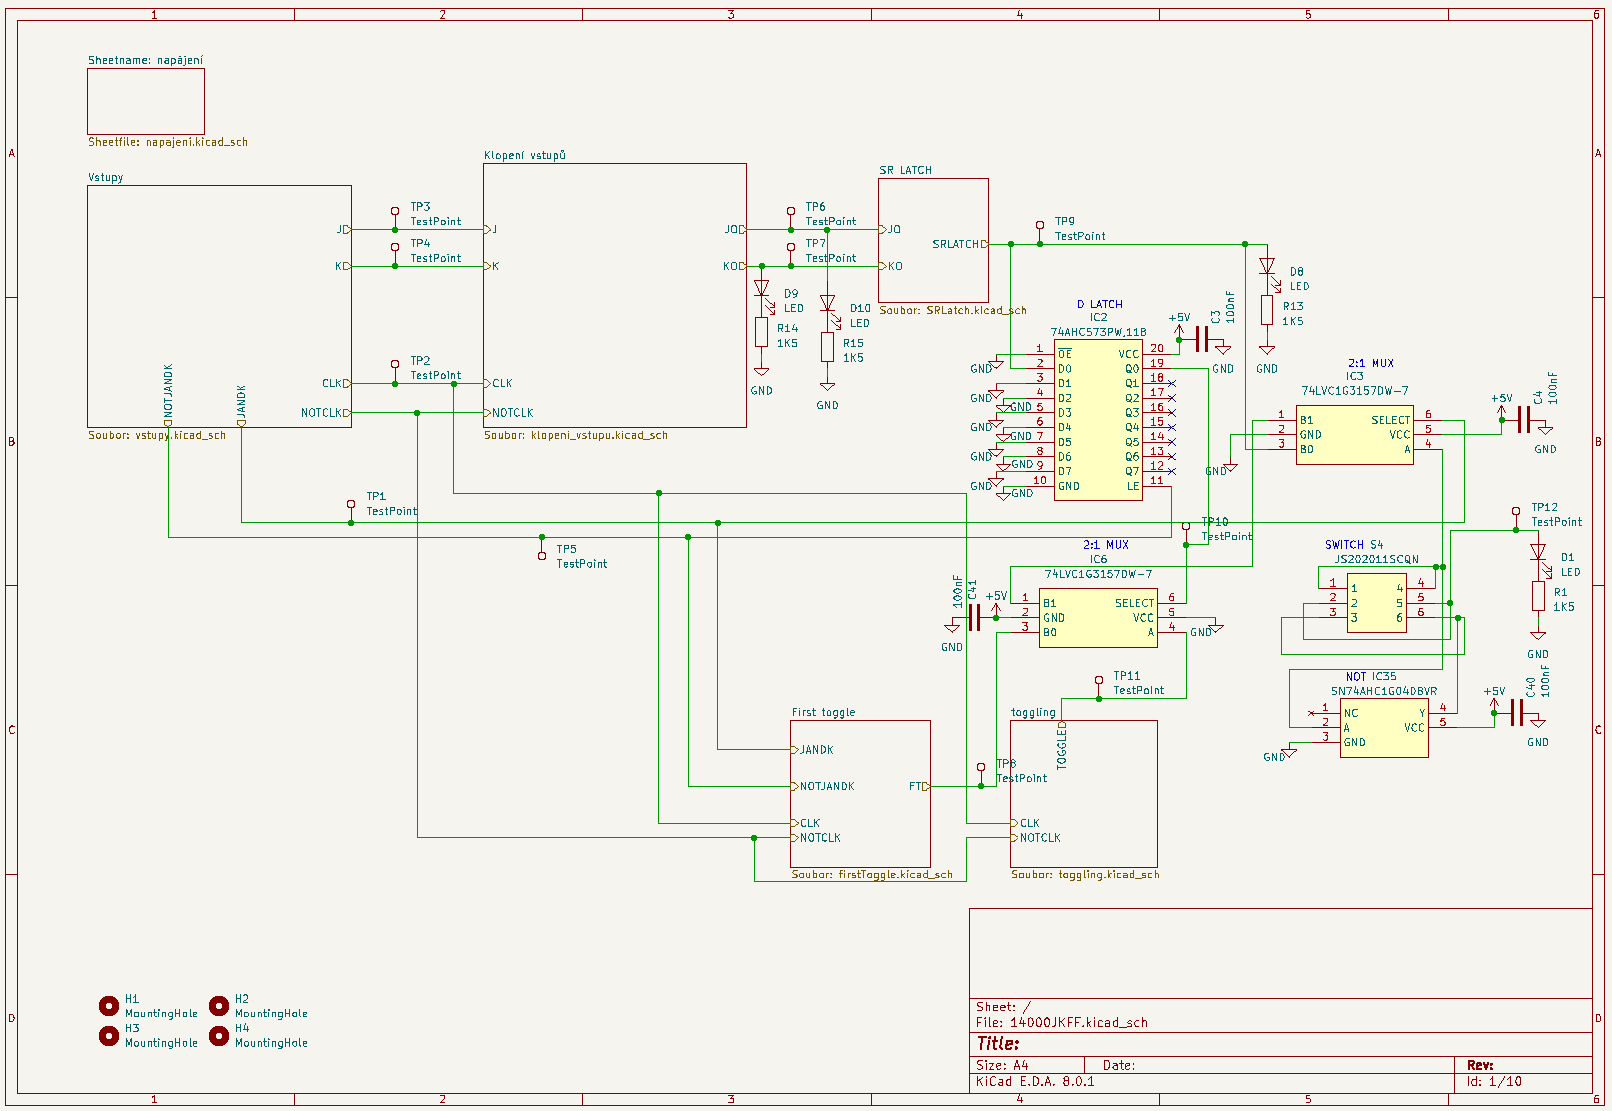 1 2 3 4 5 6
A
B
C
D
A
B
C
D
Sheetname: napájení
Sheetfile: napajeni.kicad_sch
Vstupy
J
K
CLK
NOTCLK
NOTJANDK
JANDK
Soubor: vstupy.kicad_sch
TP3
TestPoint
TP4
TestPoint
TP2
TestPoint
Klopení vstupů
J
K
CLK
NOTCLK
JO
KO
Soubor: klopeni_vstupu.kicad_sch
TP6
TestPoint
TP7
TestPoint
D9
LED
R14
1K5
GND
D10
LED
R15
1K5
GND
SR LATCH
JO
KO
SRLATCH
Soubor: SRLatch.kicad_sch
TP9
TestPoint
D8
LED
R13
1K5
GND
D LATCH
IC2
74AHC573PW,118
1 OE VCC 20
2 D0 Q0 19
3 D1 Q1 18
4 D2 Q2 17
5 D3 Q3 16
6 D4 Q4 15
7 D5 Q5 14
8 D6 Q6 13
9 D7 Q7 12
10 GND LE 11
GND
GND
GND
GND
GND
GND
GND
GND
GND
+5V
C3
100nF
GND
2:1 MUX
IC3
74LVC1G3157DW-7
1 B1 SELECT 6
2 GND VCC 5
3 B0 A 4
GND
+5V
C4
100nF
GND
TP1
TestPoint
TP5
TestPoint
TP10
TestPoint
2:1 MUX
IC6
74LVC1G3157DW-7
1 B1 SELECT 6
2 GND VCC 5
3 B0 A 4
100nF
C41
+5V
GND
GND
SWITCH S4
JS202011SCQN
1 1 4 4
2 2 5 5
3 3 6 6
TP12
TestPoint
D1
LED
R1
1K5
GND
NOT IC35
SN74AHC1G04DBVR
1 NC Y 4
2 A VCC 5
3 GND
GND
+5V
C40
100nF
GND
TP11
TestPoint
First toggle
JANDK
NOTJANDK
CLK
NOTCLK
FT
Soubor: firstToggle.kicad_sch
TP8
TestPoint
toggling
TOGGLE
CLK
NOTCLK
Soubor: toggling.kicad_sch
H1
MountingHole
H2
MountingHole
H3
MountingHole
H4
MountingHole
Sheet: /
File: 14000JKFF.kicad_sch
Title:
Size: A4 Date: Rev:
KiCad E.D.A. 8.0.1 Id: 1/10
1 2 3 4 5 6